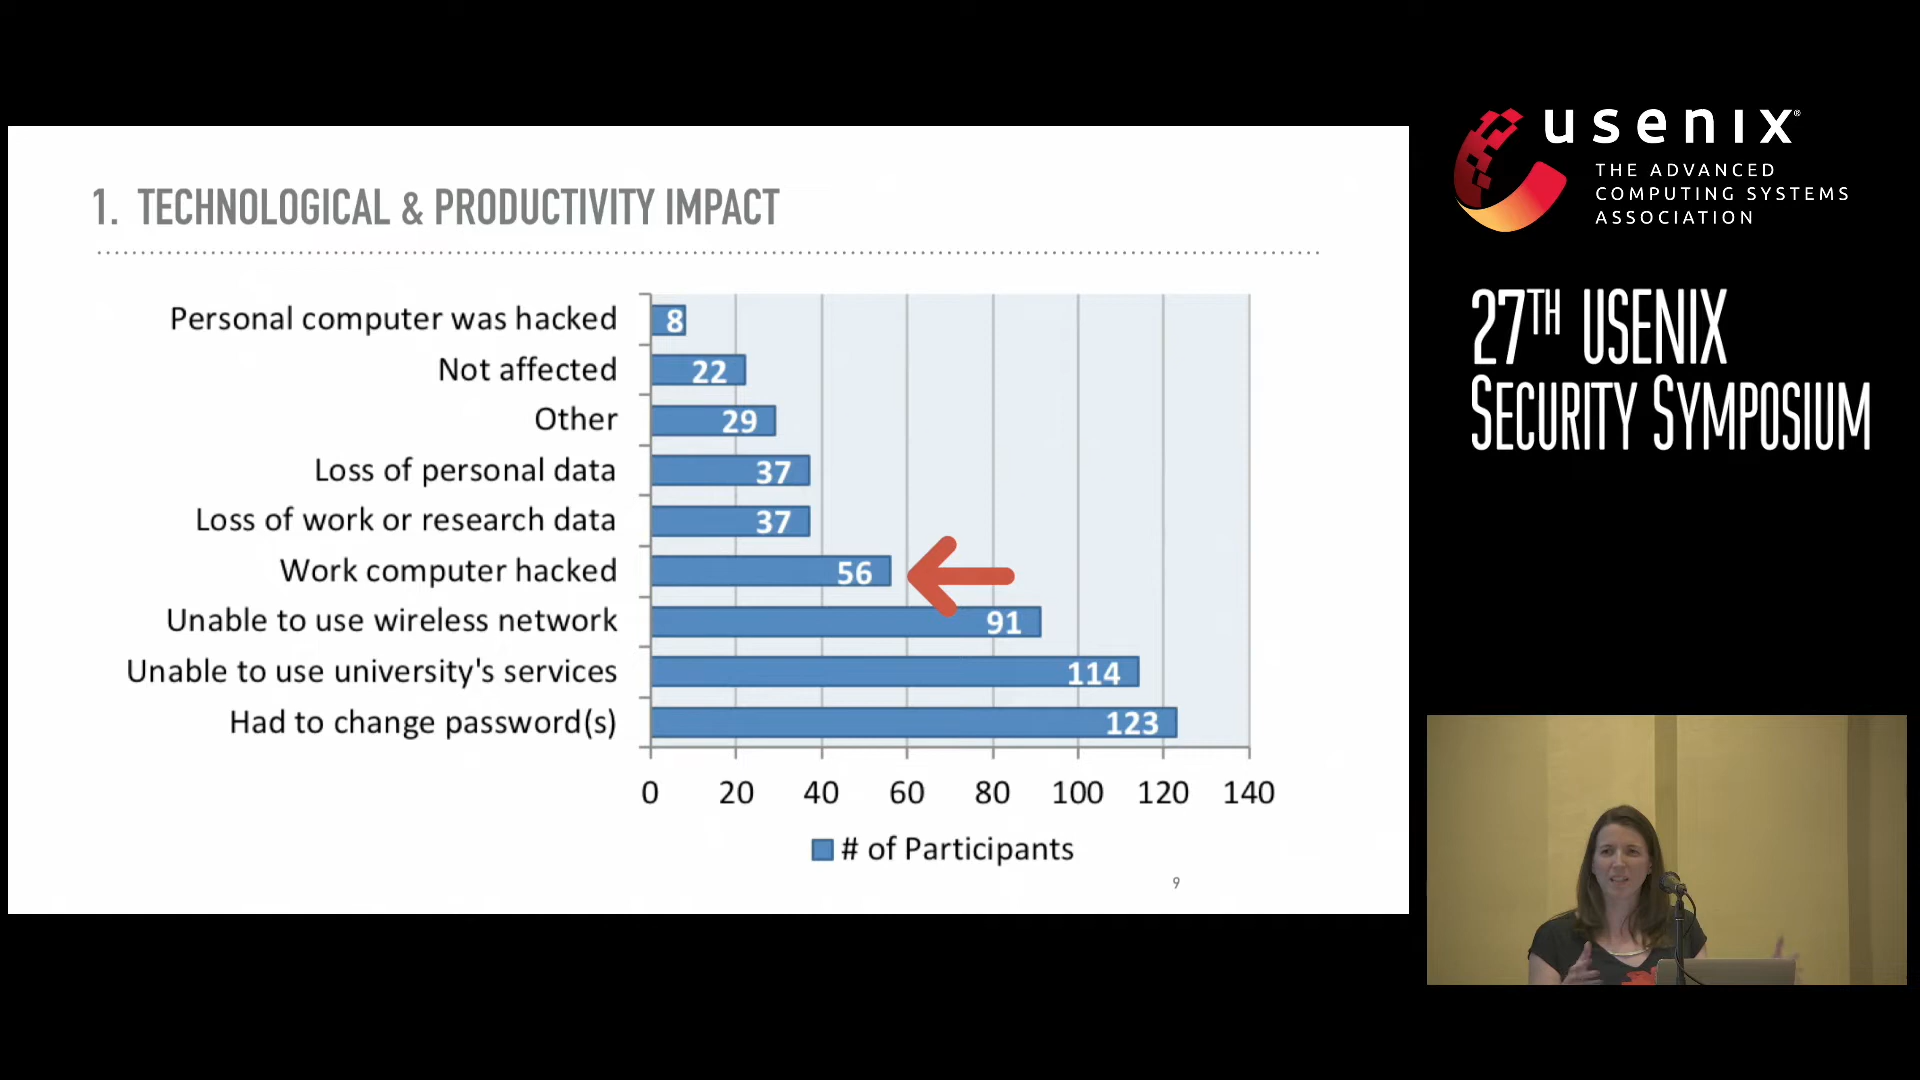 1. TECHNOLOGICAL & PRODUCTIVITY IMPACT
Personal computer was hacked 8
Not affected 22
Other 29
Loss of personal data 37
Loss of work or research data 37
Work computer hacked 56
Unable to use wireless network 91
Unable to use university's services 114
Had to change password(s) 123
0 20 40 60 80 100 120 140
# of Participants
9
usenix®
THE ADVANCED
COMPUTING SYSTEMS
ASSOCIATION
27TH USENIX
SECURITY SYMPOSIUM